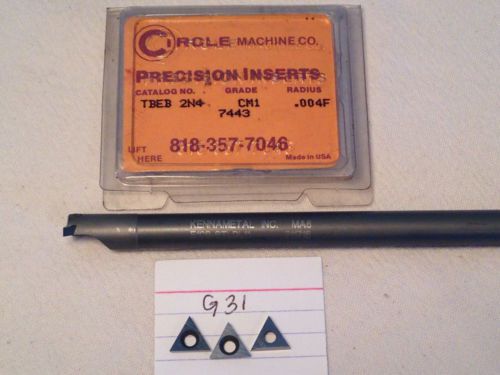 CIRCLE MACHINE CO.
PRECISION INSERTS
CATALOG NO. GRADE RADIUS
TBEB 2N4 CM1 .004F
7443
818-357-7046
LIFT
HERE
Made in USA
KENNAMETAL INC. MA6
G31